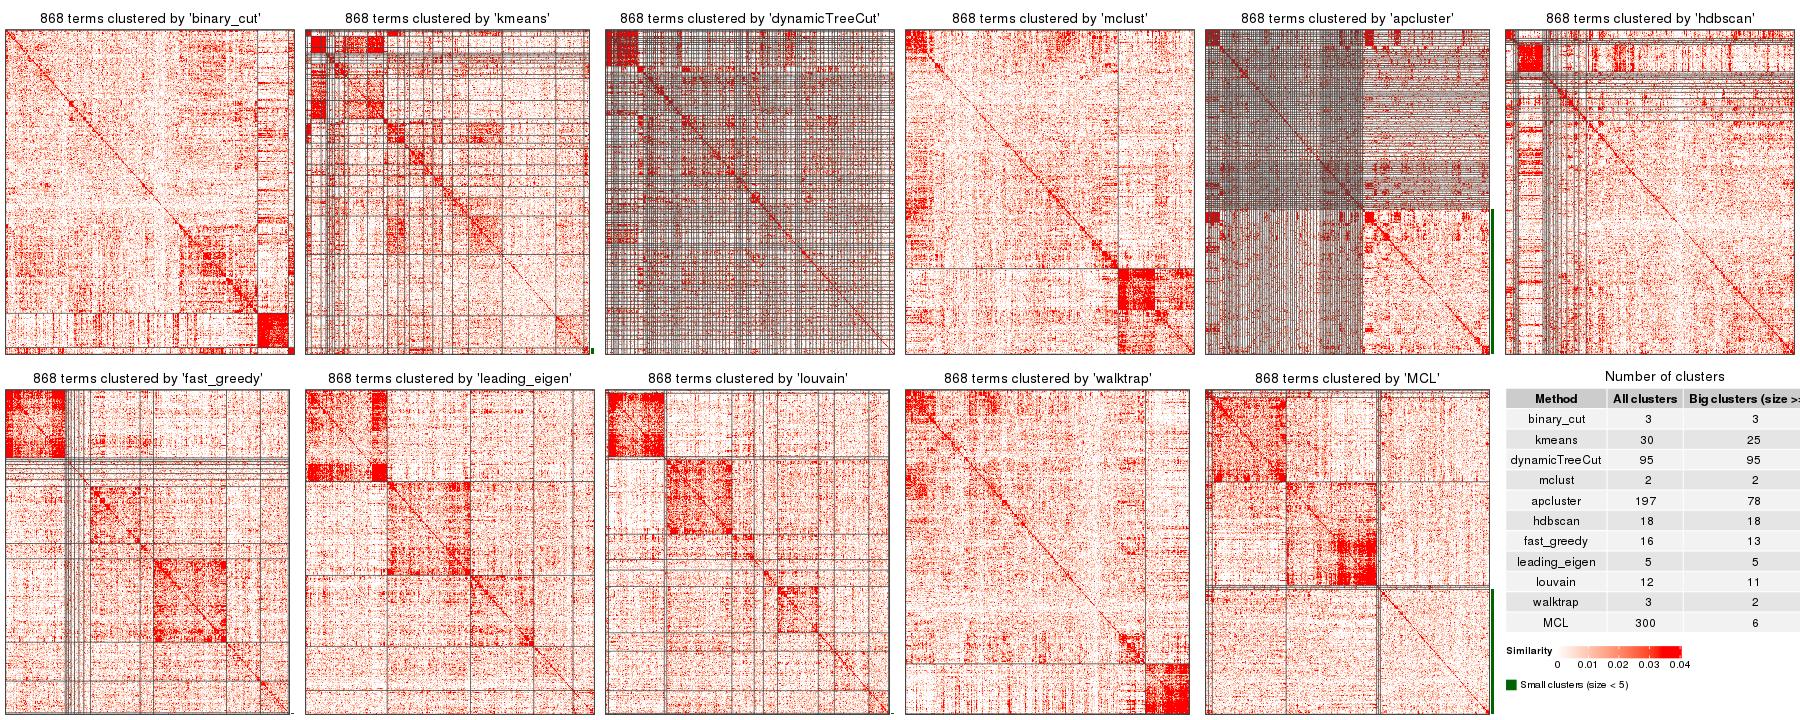 868 terms clustered by 'binary_cut'
868 terms clustered by 'kmeans'
868 terms clustered by 'dynamicTreeCut'
868 terms clustered by 'mclust'
868 terms clustered by 'apcluster'
868 terms clustered by 'hdbscan'
868 terms clustered by 'fast_greedy'
868 terms clustered by 'leading_eigen'
868 terms clustered by 'louvain'
868 terms clustered by 'walktrap'
868 terms clustered by 'MCL'
Number of clusters
Method All clusters Big clusters (size >=
binary_cut 3 3
kmeans 30 25
dynamicTreeCut 95 95
mclust 2 2
apcluster 197 78
hdbscan 18 18
fast_greedy 16 13
leading_eigen 5 5
louvain 12 11
walktrap 3 2
MCL 300 6
Similarity
0 0.01 0.02 0.03 0.04
Small clusters (size < 5)